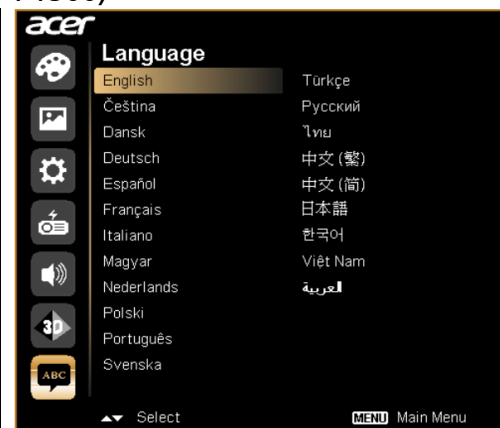 acer
Language
English
Čeština
Dansk
Deutsch
Español
Français
Italiano
Magyar
Nederlands
Polski
Português
Svenska
Türkçe
Русский
ไทย
中文 (繁)
中文 (简)
日本語
한국어
Việt Nam
العربية
3D
ABC
Select
MENU Main Menu